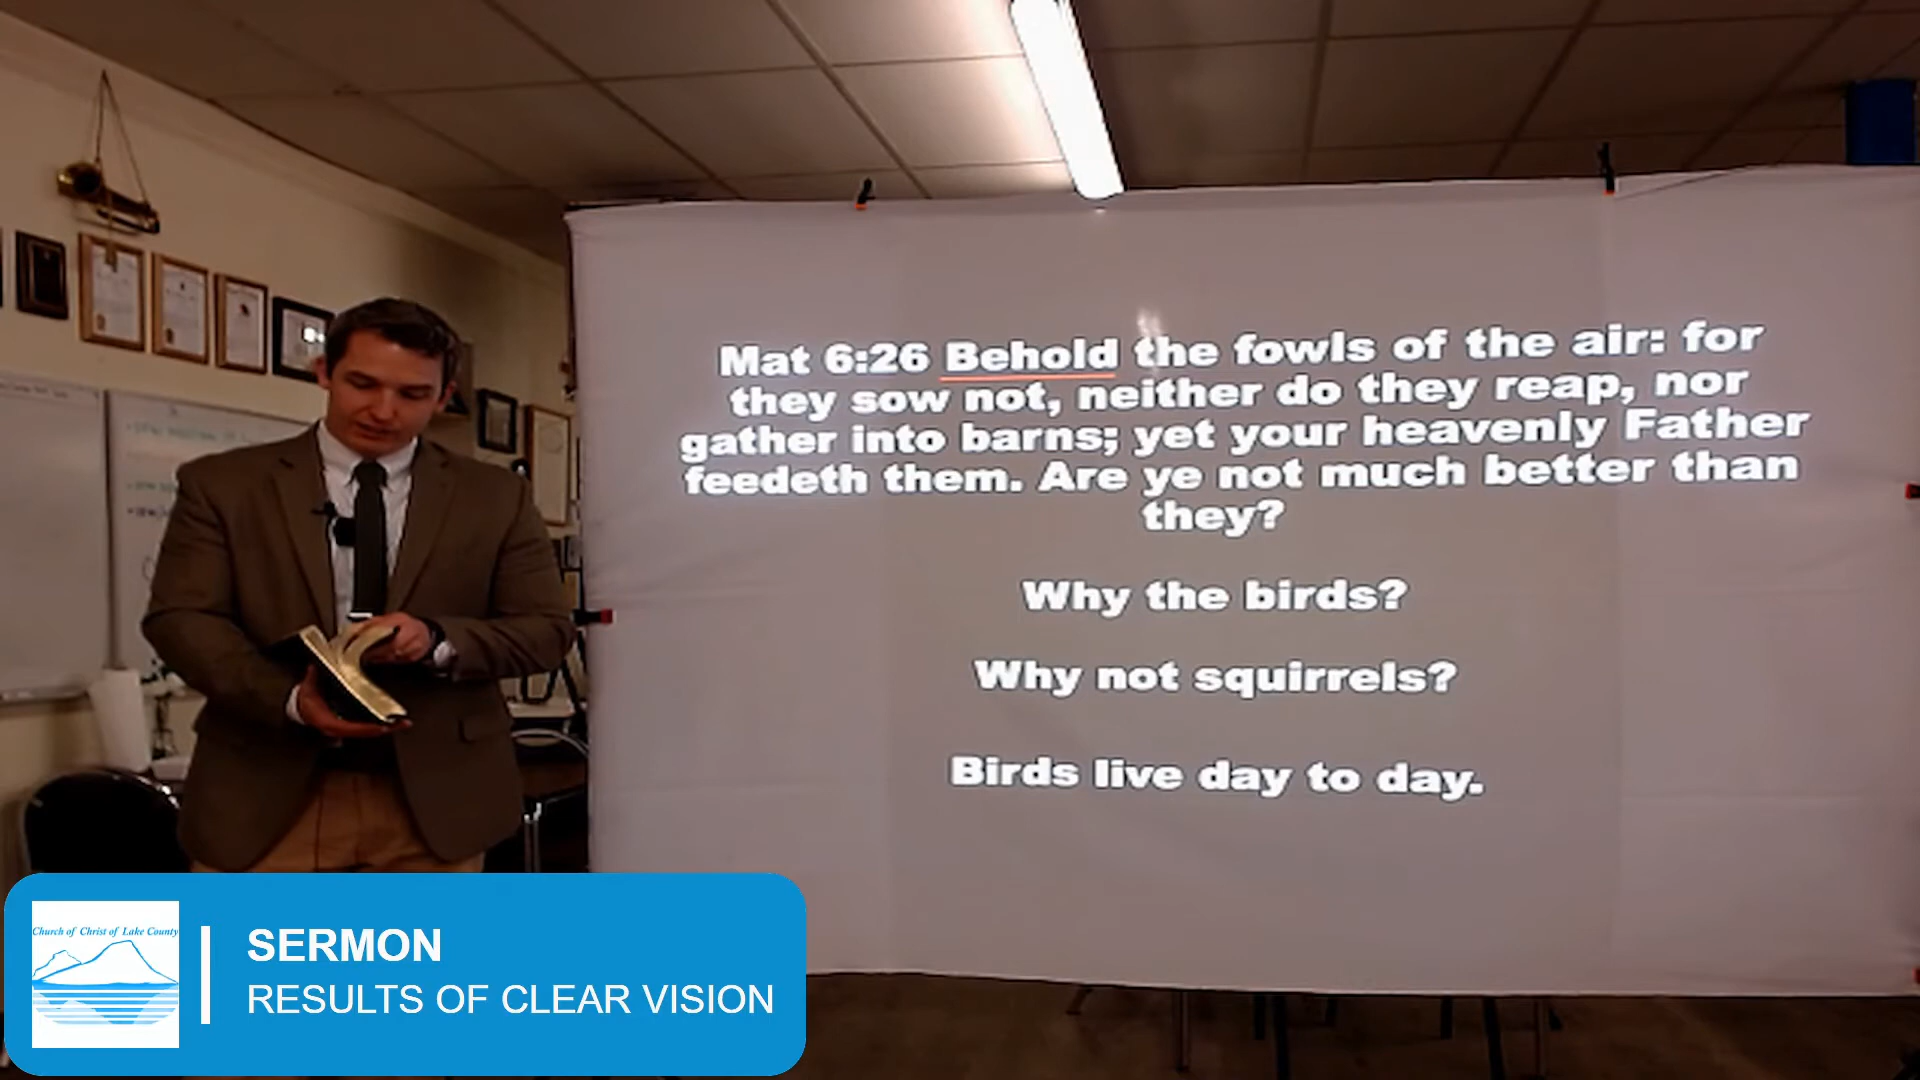 Mat 6:26 Behold the fowls of the air: for
they sow not, neither do they reap, nor
gather into barns; yet your heavenly Father
feedeth them. Are ye not much better than
they?
Why the birds?
Why not squirrels?
Birds live day to day.
Church of Christ of Lake County
SERMON
RESULTS OF CLEAR VISION